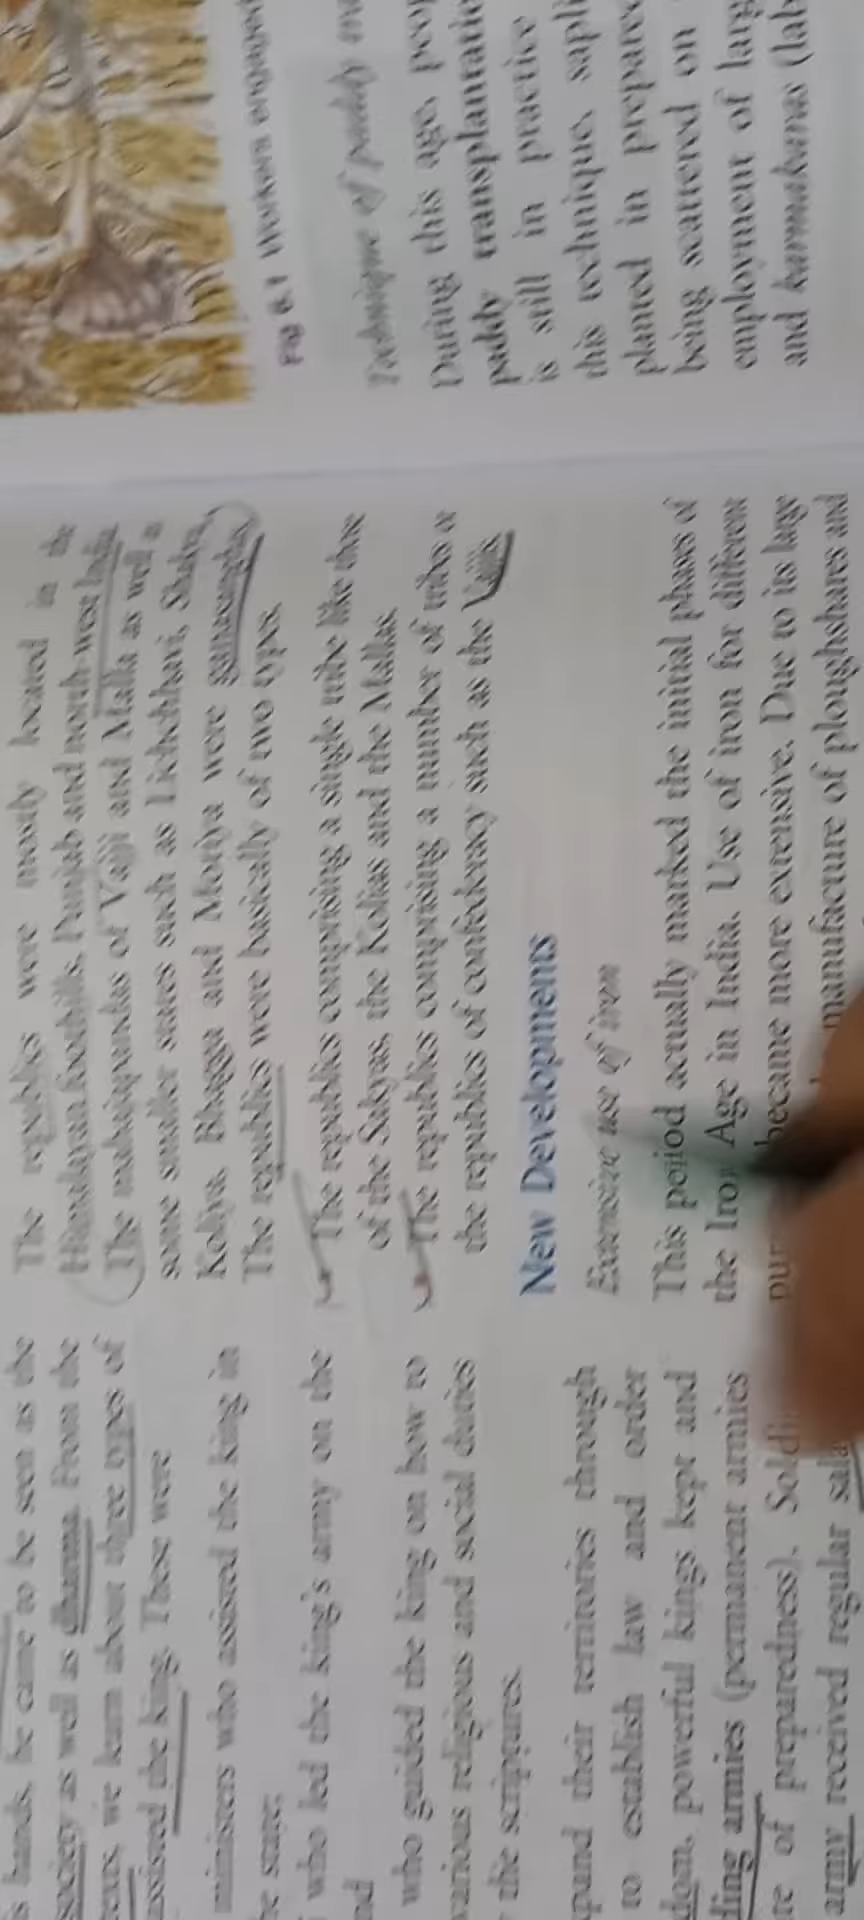 s hands, he came to be seen as the
society as well as dharma. From the
texts, we learn about three types of
assisted the king. These were
ministers who assisted the king in
he state;
who led the king's army on the
nd
who guided the king on how to
various religious and social duties
the scriptures.
pand their territories through
to establish law and order
dom, powerful kings kept and
ding armies (permanent armies
te of preparedness).
army received regular
The republics were mostly located in the
Himalayan foothills, Punjab and north-west India.
The mahajapandas of Vajji and Malla as well as
some smaller states such as Lichchhavi, Shakya,
Koliya, Bhagga and Moriya were ganasangha.
The republics were basically of two types.
The republics comprising a single tribe like those
of the Sakyas, the Kolias and the Mallas.
The republics comprising a number of tribes or
the republics of confederacy such as the Vajjis.
New Developments
Extensive use of iron
This period actually marked the initial phases of
the Iron Age in India. Use of iron for different
became more extensive. Due to its large
manufacture of ploughshares and
Fig 6.1 Workers engaged
Technique of paddy
During this age, peop
paddy transplantatio
is still in practice
this technique, sapli
planted in prepared
being scattered on
employment of larg
and karmakaras (lab